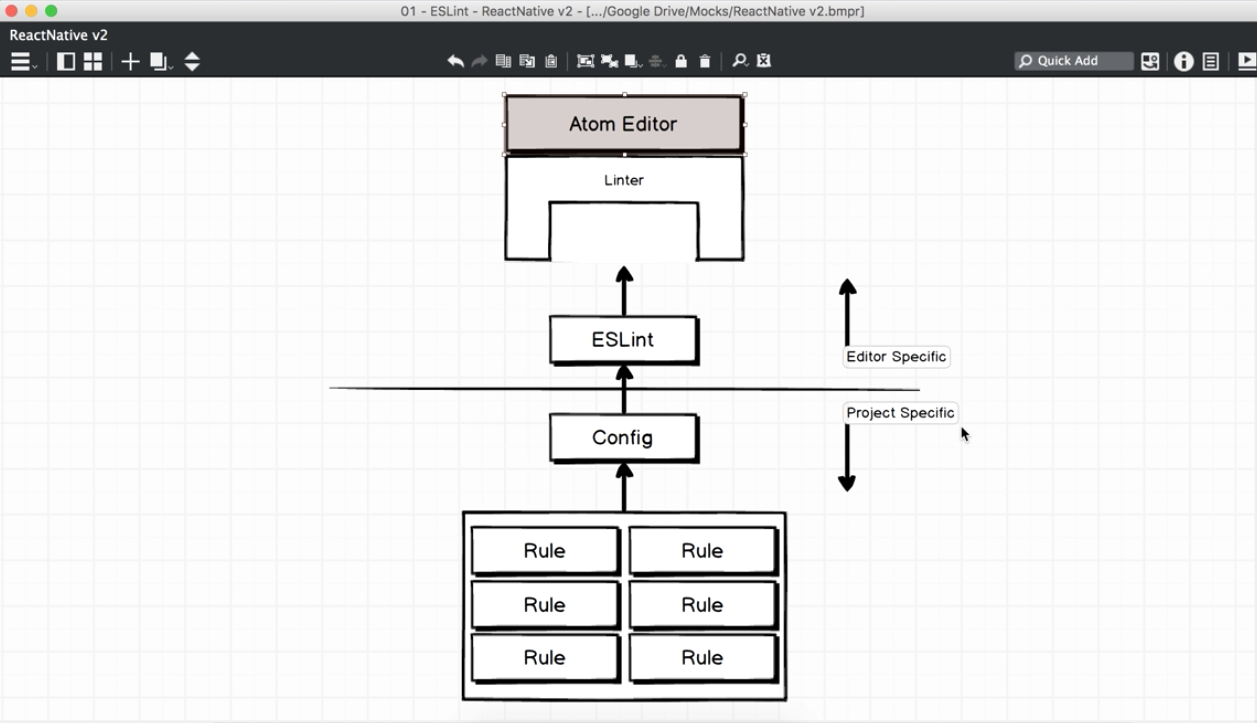 01 - ESLint - ReactNative v2 - [.../Google Drive/Mocks/ReactNative v2.bmpr]
ReactNative v2
Quick Add
Atom Editor
Linter
ESLint
Editor Specific
Project Specific
Config
Rule Rule
Rule Rule
Rule Rule